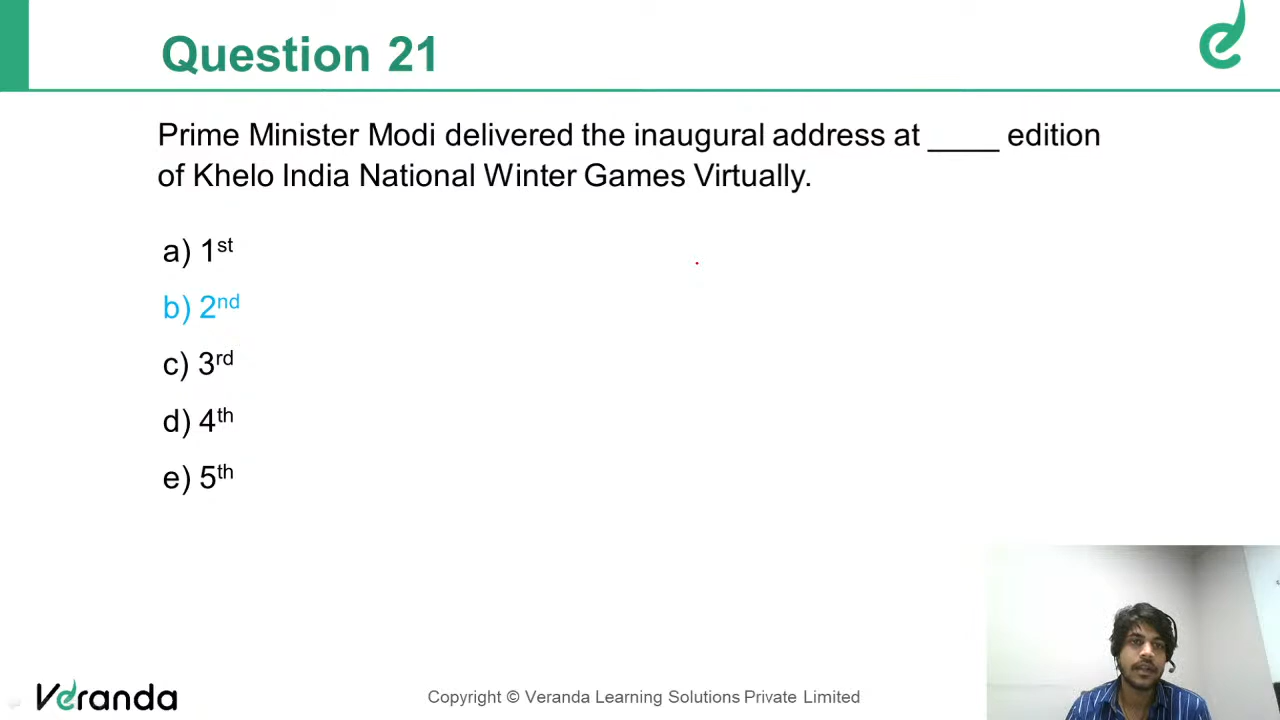 Question 21
Prime Minister Modi delivered the inaugural address at ____ edition
of Khelo India National Winter Games Virtually.
a) 1st
b) 2nd
c) 3rd
d) 4th
e) 5th
Veranda
Copyright © Veranda Learning Solutions Private Limited